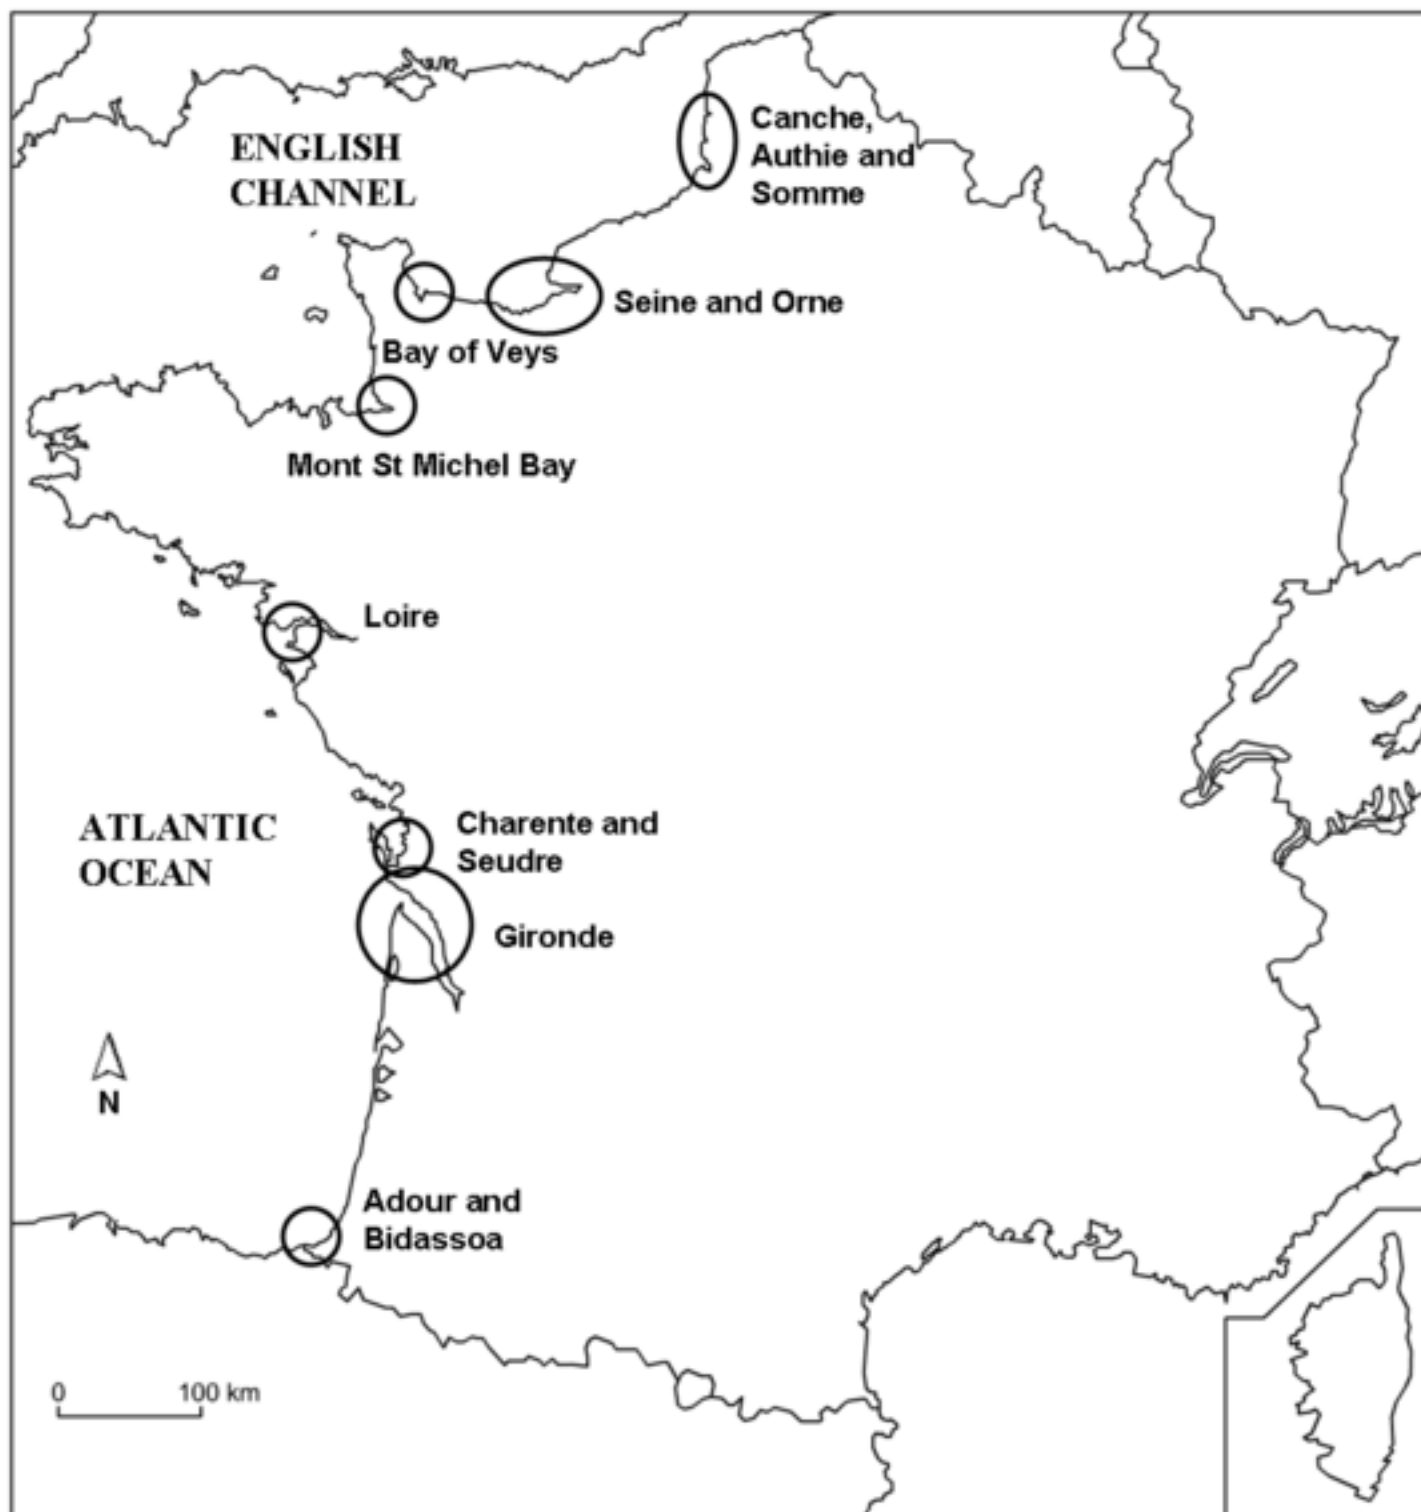 ENGLISH
CHANNEL
Canche,
Authie and
Somme
Seine and Orne
Bay of Veys
Mont St Michel Bay
Loire
ATLANTIC
OCEAN
Charente and
Seudre
Gironde
N
Adour and
Bidassoa
0 100 km